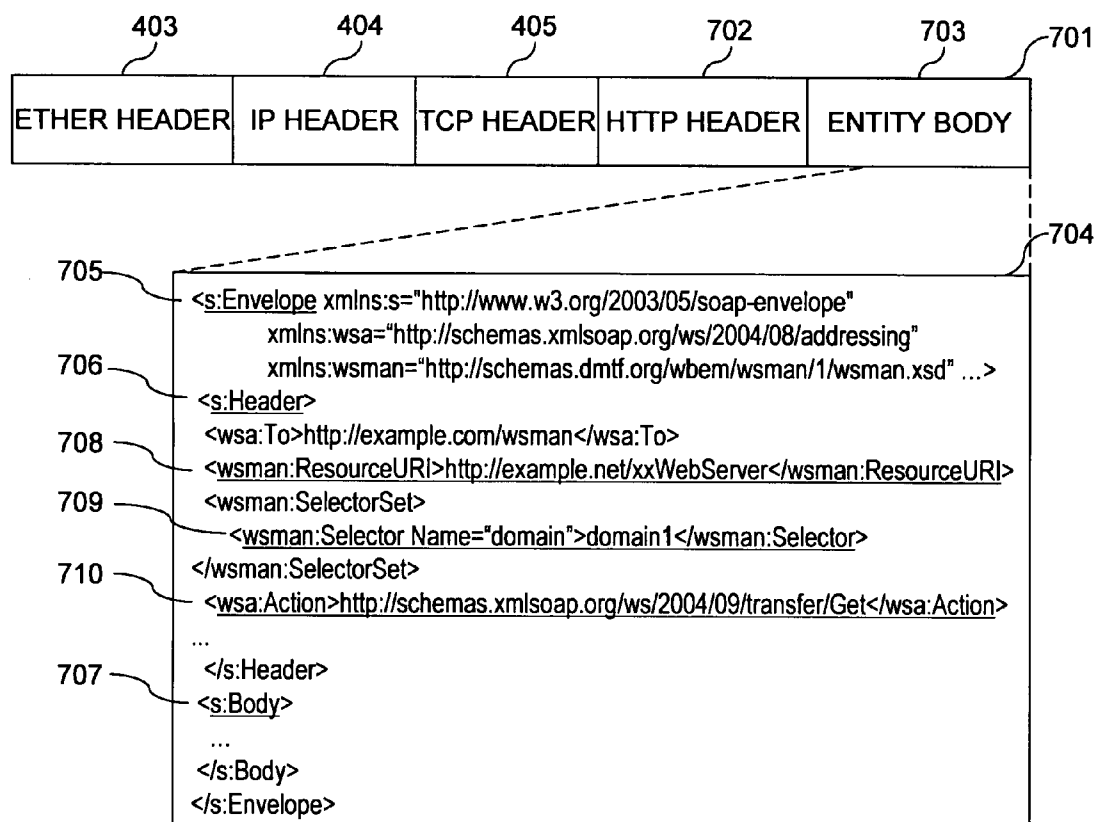 403 404 405 702 703 701
ETHER HEADER IP HEADER TCP HEADER HTTP HEADER ENTITY BODY
704
705 <s:Envelope xmlns:s="http://www.w3.org/2003/05/soap-envelope"
xmlns:wsa="http://schemas.xmlsoap.org/ws/2004/08/addressing"
706 xmlns:wsman="http://schemas.dmtf.org/wbem/wsman/1/wsman.xsd" ...>
<s:Header>
<wsa:To>http://example.com/wsman</wsa:To>
708 <wsman:ResourceURI>http://example.net/xxWebServer</wsman:ResourceURI>
<wsman:SelectorSet>
709 <wsman:Selector Name="domain">domain1</wsman:Selector>
</wsman:SelectorSet>
710 <wsa:Action>http://schemas.xmlsoap.org/ws/2004/09/transfer/Get</wsa:Action>
...
</s:Header>
707 <s:Body>
...
</s:Body>
</s:Envelope>